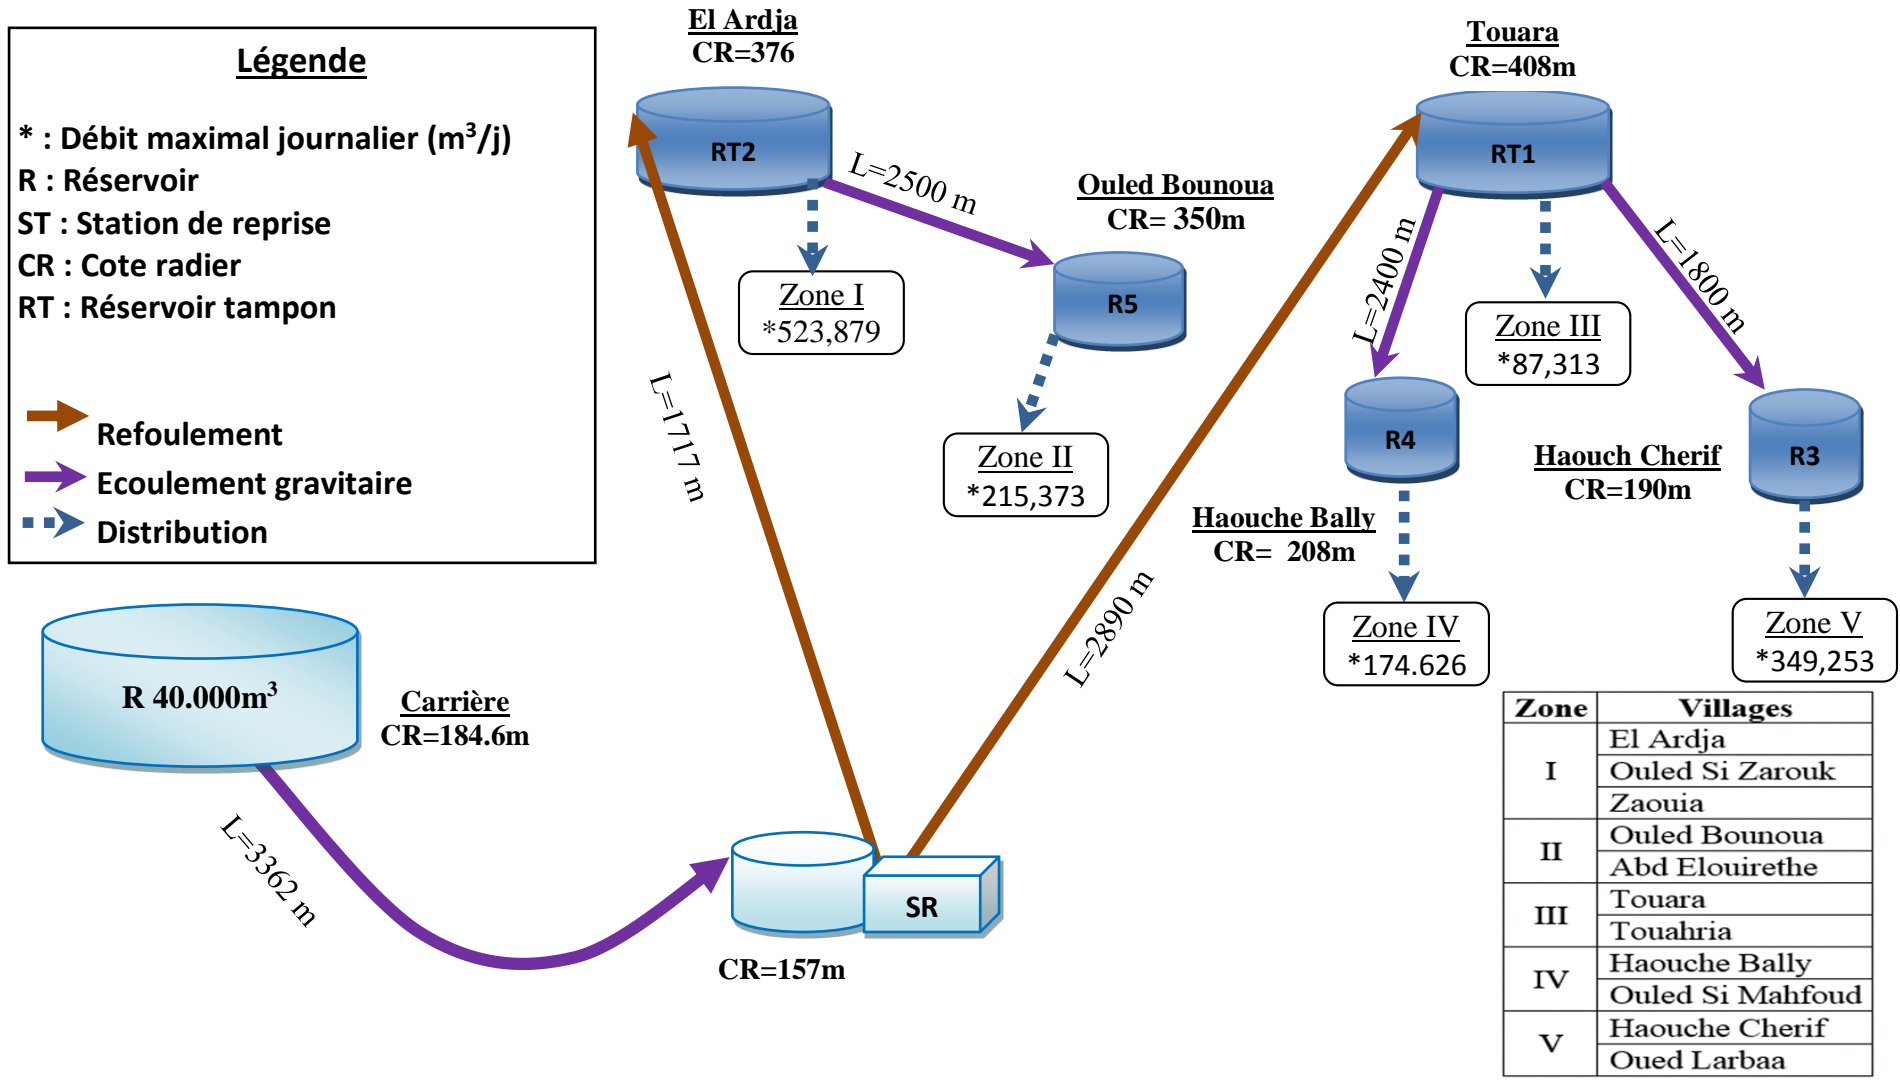 Légende
* : Débit maximal journalier (m³/j)
R : Réservoir
ST : Station de reprise
CR : Cote radier
RT : Réservoir tampon
Refoulement
Ecoulement gravitaire
Distribution
El Ardja
CR=376
RT2
L=2500 m
Ouled Bounoua
CR= 350m
R5
Zone I
*523,879
Zone II
*215,373
L=1717 m
Touara
CR=408m
RT1
L=2400 m
L=1800 m
Zone III
*87,313
R4
Haouche Bally
CR= 208m
Haouch Cherif
CR=190m
R3
Zone IV
*174.626
Zone V
*349,253
L=2890 m
R 40.000m³
Carrière
CR=184.6m
L=3362 m
SR
CR=157m
Zone Villages
I El Ardja
Ouled Si Zarouk
Zaouia
II Ouled Bounoua
Abd Elouirethe
III Touara
Touahria
IV Haouche Bally
Ouled Si Mahfoud
V Haouche Cherif
Oued Larbaa